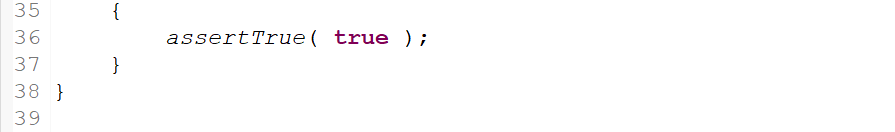 35     {
36         assertTrue( true );
37     }
38 }
39